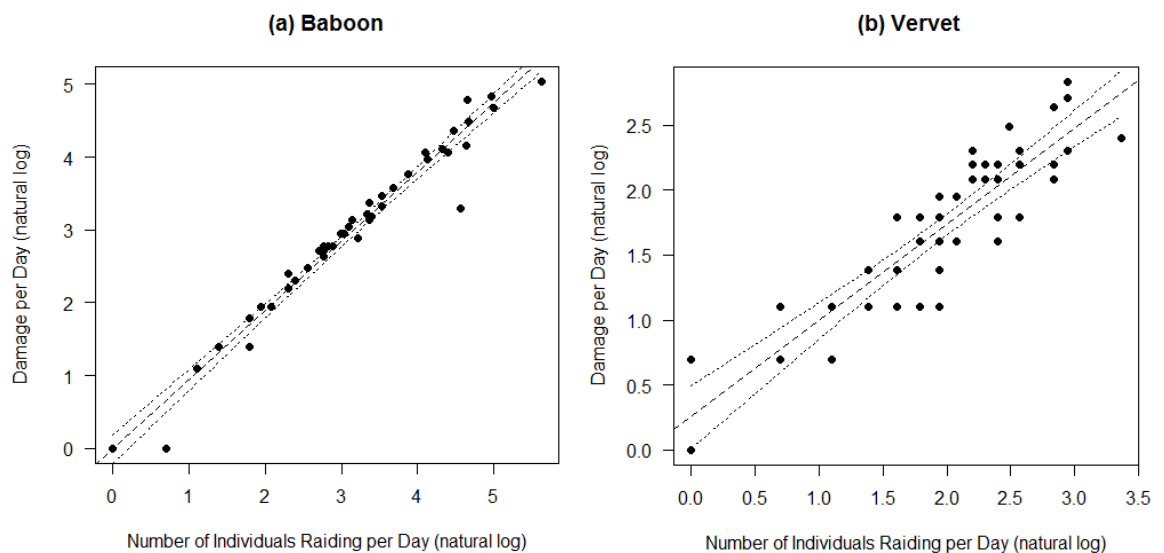 (a) Baboon
Damage per Day (natural log)
5
4
3
2
1
0
0 1 2 3 4 5
Number of Individuals Raiding per Day (natural log)
(b) Vervet
Damage per Day (natural log)
2.5
2.0
1.5
1.0
0.5
0.0
0.0 0.5 1.0 1.5 2.0 2.5 3.0 3.5
Number of Individuals Raiding per Day (natural log)